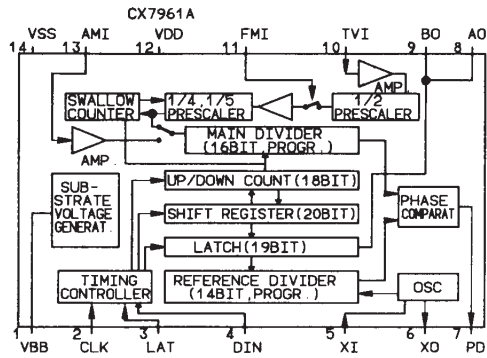 CX7961A
VSS AMI VDD FMI TVI BO AO
14 13 12 11 10 9 8
AMP
SWALLOW COUNTER
1/4,1/5 PRESCALER
1/2 PRESCALER
AMP
MAIN DIVIDER
(16BIT,PROGR.)
SUB-
STRATE
VOLTAGE
GENERAT.
UP/DOWN COUNT(18BIT)
SHIFT REGISTER(20BIT)
PHASE
COMPARAT
LATCH(19BIT)
TIMING
CONTROLLER
REFERENCE DIVIDER
(14BIT,PROGR.)
OSC
1 2 3 4 5 6 7
VBB CLK LAT DIN XI XO PD